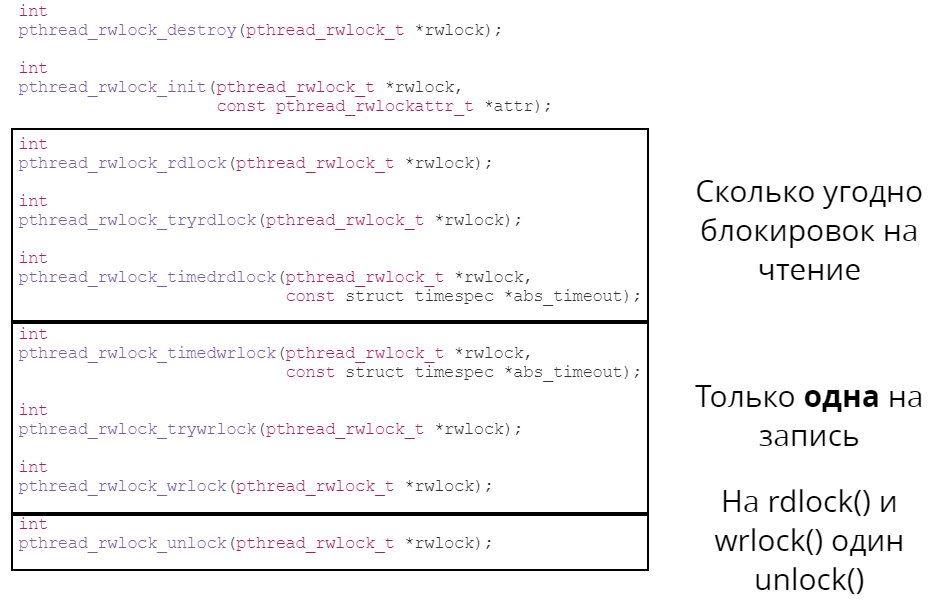 int
pthread_rwlock_destroy(pthread_rwlock_t *rwlock);
int
pthread_rwlock_init(pthread_rwlock_t *rwlock,
const pthread_rwlockattr_t *attr);
int
pthread_rwlock_rdlock(pthread_rwlock_t *rwlock);
int
pthread_rwlock_tryrdlock(pthread_rwlock_t *rwlock);
int
pthread_rwlock_timedrdlock(pthread_rwlock_t *rwlock,
const struct timespec *abs_timeout);
Сколько угодно
блокировок на
чтение
int
pthread_rwlock_timedwrlock(pthread_rwlock_t *rwlock,
const struct timespec *abs_timeout);
int
pthread_rwlock_trywrlock(pthread_rwlock_t *rwlock);
int
pthread_rwlock_wrlock(pthread_rwlock_t *rwlock);
Только одна на
запись
int
pthread_rwlock_unlock(pthread_rwlock_t *rwlock);
На rdlock() и
wrlock() один
unlock()